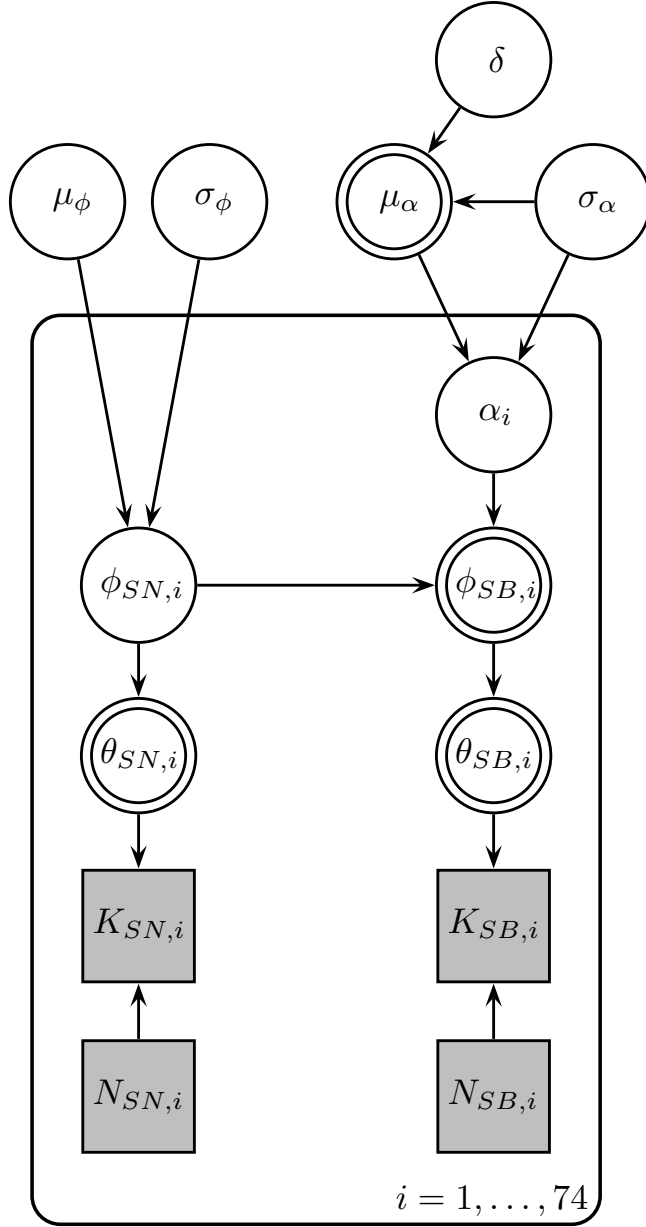 δ
μ_ϕ σ_ϕ μ_α σ_α
α_i
ϕ_{SN,i} ϕ_{SB,i}
θ_{SN,i} θ_{SB,i}
K_{SN,i} K_{SB,i}
N_{SN,i} N_{SB,i}
i = 1, . . . , 74